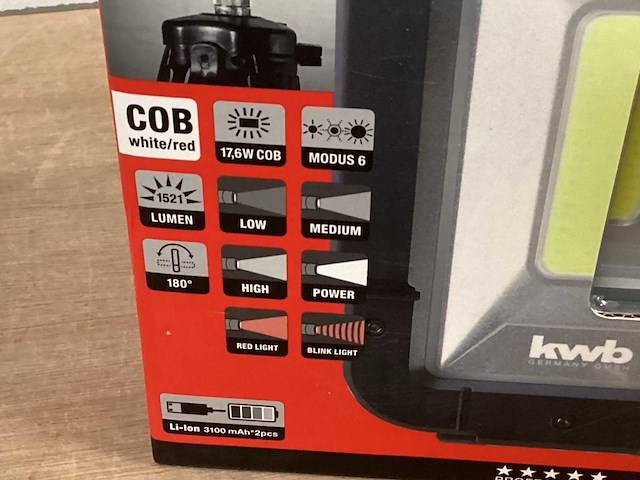 COB
white/red
17,6W COB
MODUS 6
1521
LUMEN
LOW
MEDIUM
180°
HIGH
POWER
RED LIGHT
BLINK LIGHT
Li-Ion 3100 mAh*2pcs
kwb
GERMANY GMBH